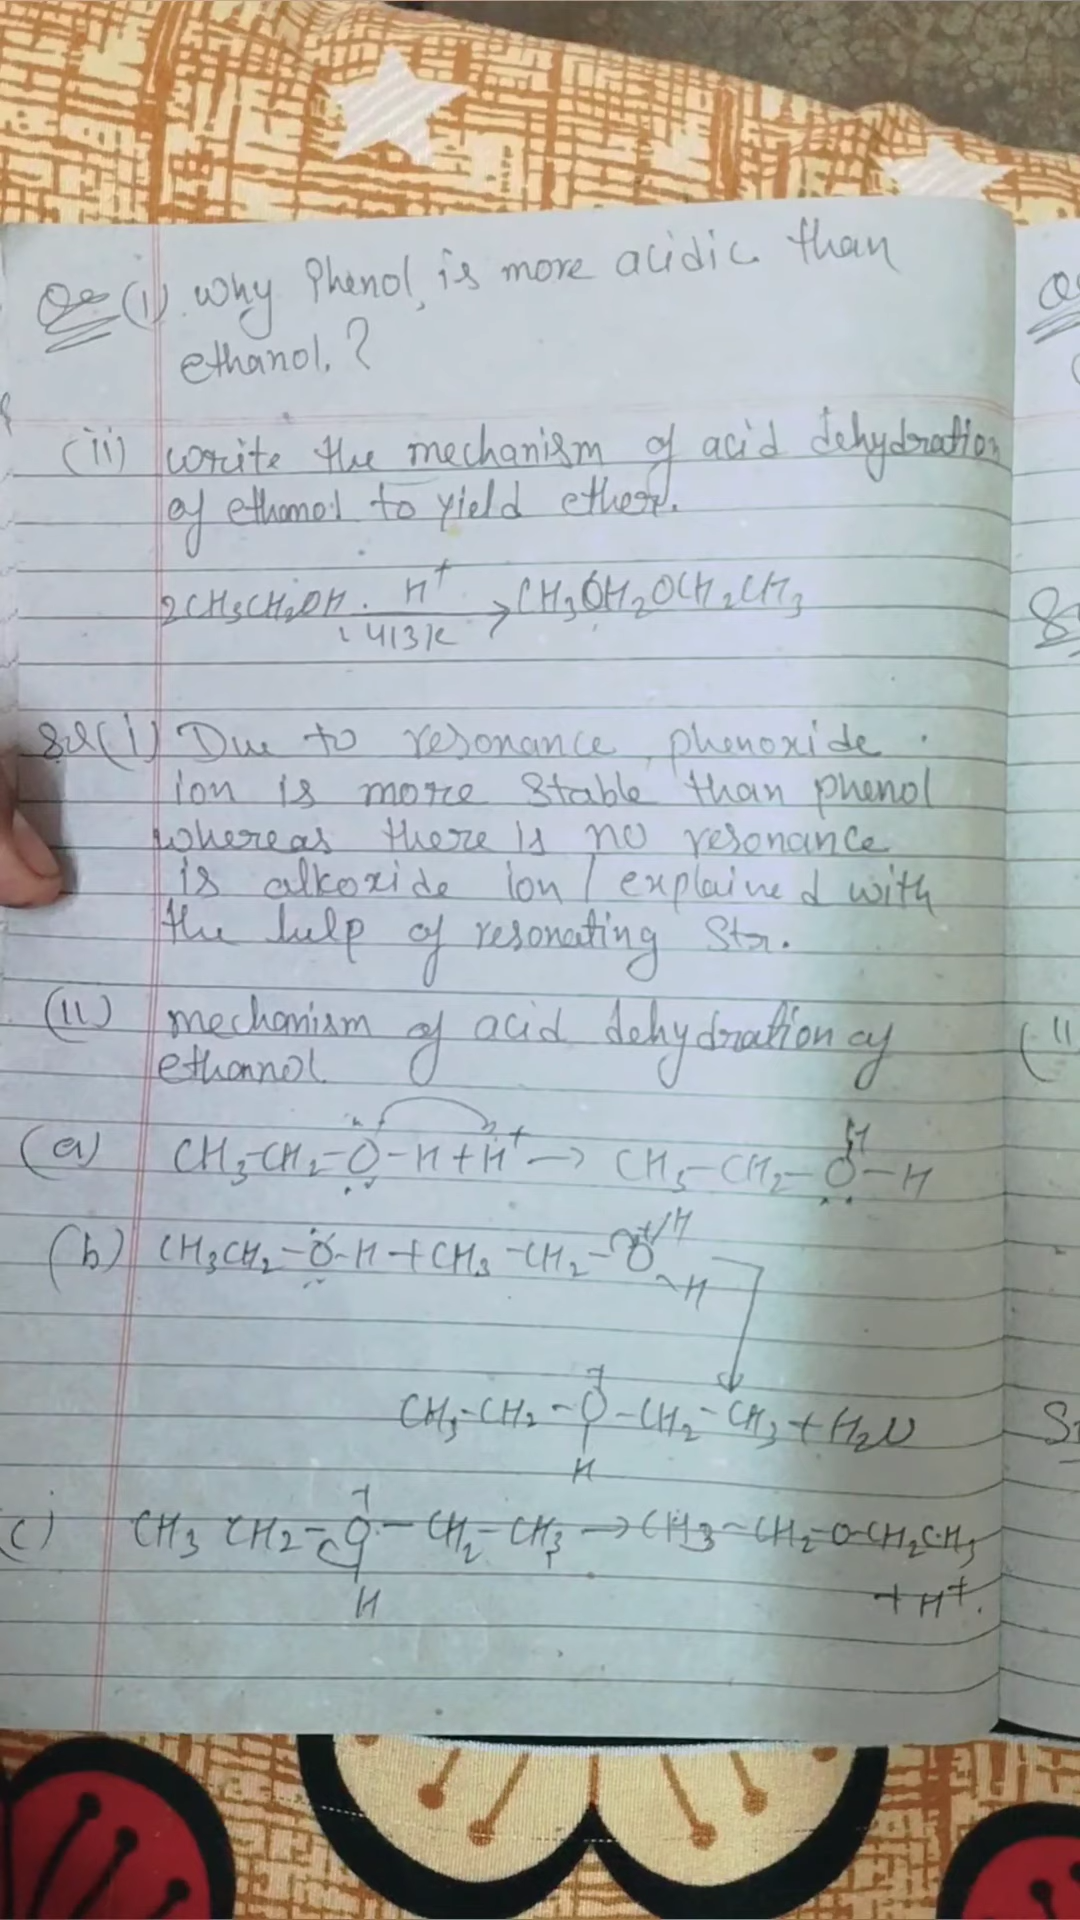 Qe (i) why Phenol, is more acidic than
ethanol. ?
(ii) write the mechanism of acid dehydration
of ethanol to yield ether.
2CH3CH2OH. H+ 413K → CH3CH2OCH2CH3
Sol (i) Due to resonance, phenoxide
ion is more stable than phenol
whereas there is no resonance
is alkoxide ion / explained with
the help of resonating Str.
(ii) mechanism of acid dehydration of
ethannol
(a) CH3-CH2-O-H + H+ → CH3-CH2-O-H
H
(b) CH3CH2-O-H + CH3-CH2-O+ H
H
CH3-CH2-O+-CH2-CH3 + H2O
H
c) CH3 CH2-O+-CH2-CH3 → CH3-CH2-O-CH2CH3
H + H+.